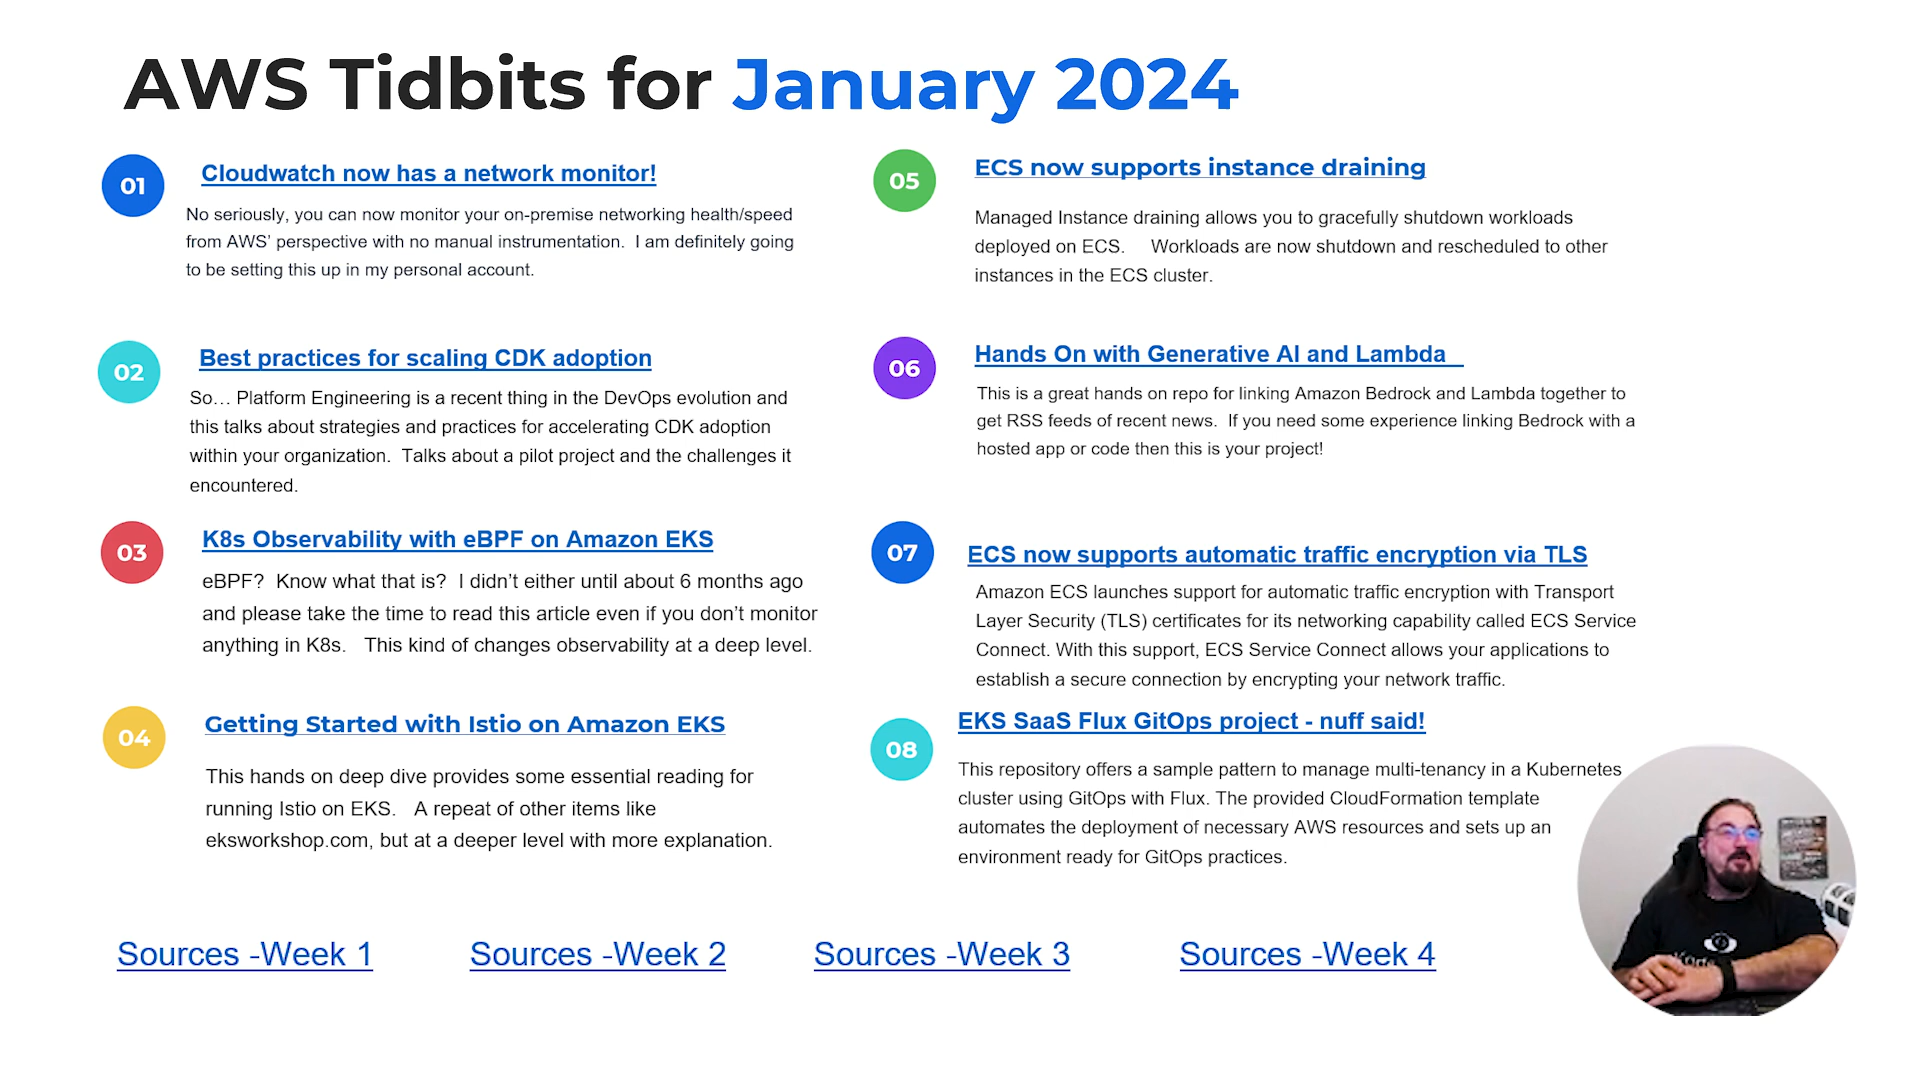 AWS Tidbits for January 2024
01
Cloudwatch now has a network monitor!
No seriously, you can now monitor your on-premise networking health/speed
from AWS' perspective with no manual instrumentation.  I am definitely going
to be setting this up in my personal account.
02
Best practices for scaling CDK adoption
So… Platform Engineering is a recent thing in the DevOps evolution and
this talks about strategies and practices for accelerating CDK adoption
within your organization.  Talks about a pilot project and the challenges it
encountered.
03
K8s Observability with eBPF on Amazon EKS
eBPF?  Know what that is?  I didn't either until about 6 months ago
and please take the time to read this article even if you don't monitor
anything in K8s.   This kind of changes observability at a deep level.
04
Getting Started with Istio on Amazon EKS
This hands on deep dive provides some essential reading for
running Istio on EKS.   A repeat of other items like
eksworkshop.com, but at a deeper level with more explanation.
05
ECS now supports instance draining
Managed Instance draining allows you to gracefully shutdown workloads
deployed on ECS.     Workloads are now shutdown and rescheduled to other
instances in the ECS cluster.
06
Hands On with Generative AI and Lambda
This is a great hands on repo for linking Amazon Bedrock and Lambda together to
get RSS feeds of recent news.  If you need some experience linking Bedrock with a
hosted app or code then this is your project!
07
ECS now supports automatic traffic encryption via TLS
Amazon ECS launches support for automatic traffic encryption with Transport
Layer Security (TLS) certificates for its networking capability called ECS Service
Connect. With this support, ECS Service Connect allows your applications to
establish a secure connection by encrypting your network traffic.
08
EKS SaaS Flux GitOps project - nuff said!
This repository offers a sample pattern to manage multi-tenancy in a Kubernetes
cluster using GitOps with Flux. The provided CloudFormation template
automates the deployment of necessary AWS resources and sets up an
environment ready for GitOps practices.
Sources -Week 1
Sources -Week 2
Sources -Week 3
Sources -Week 4